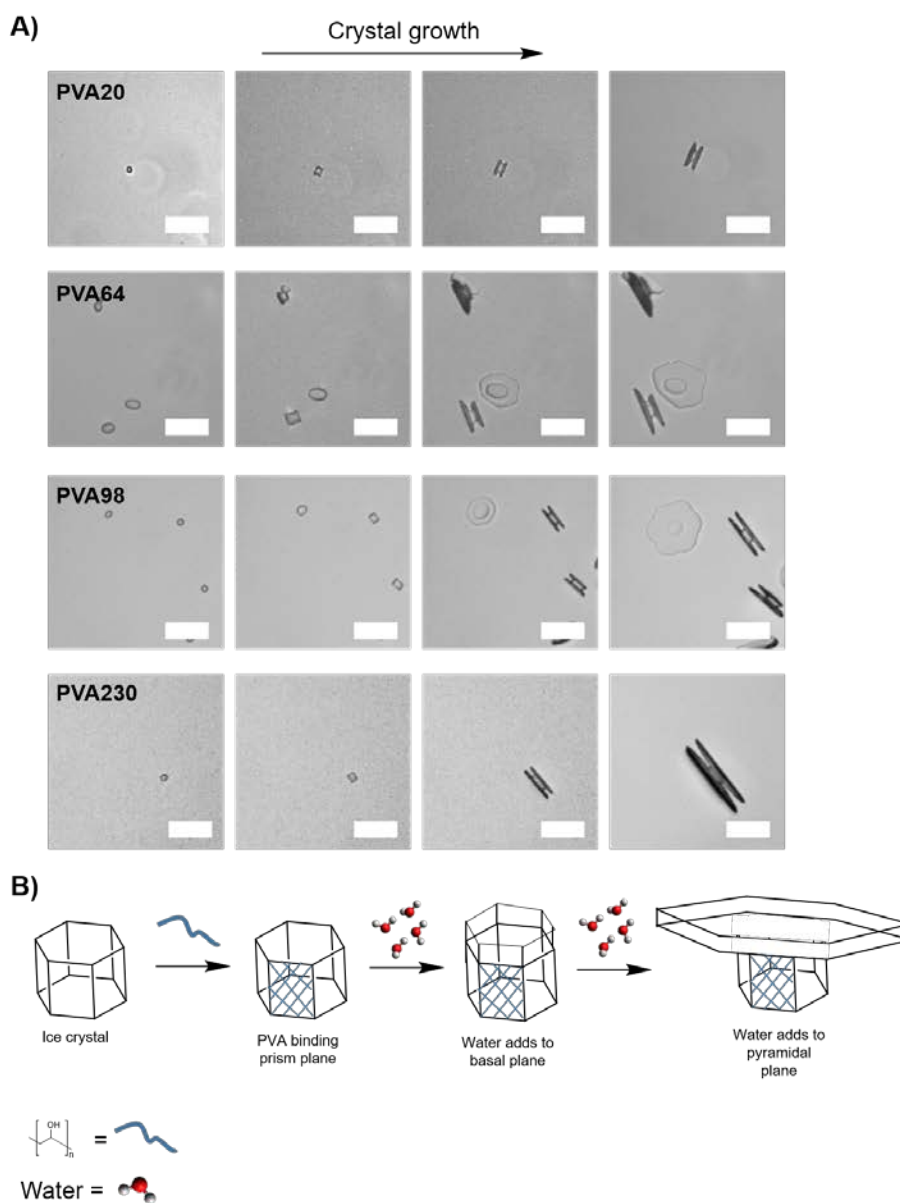 A)
Crystal growth
PVA20
PVA64
PVA98
PVA230
B)
Ice crystal
PVA binding
prism plane
Water adds to
basal plane
Water adds to
pyramidal
plane
OH
n
=
Water =